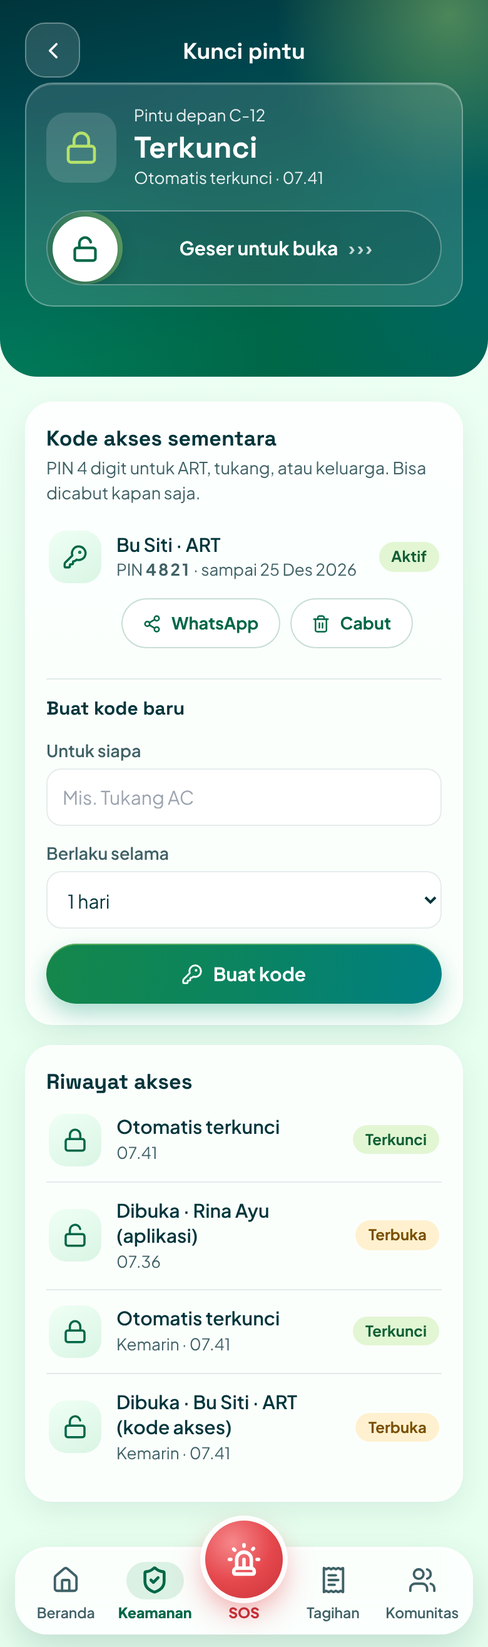 Kunci pintu
Pintu depan C-12
Terkunci
Otomatis terkunci · 07.41
Geser untuk buka ›››
Kode akses sementara
PIN 4 digit untuk ART, tukang, atau keluarga. Bisa
dicabut kapan saja.
Bu Siti · ART
Aktif
PIN 4821 · sampai 25 Des 2026
WhatsApp
Cabut
Buat kode baru
Untuk siapa
Mis. Tukang AC
Berlaku selama
1 hari
Buat kode
Riwayat akses
Otomatis terkunci
07.41
Terkunci
Dibuka · Rina Ayu
(aplikasi)
07.36
Terbuka
Otomatis terkunci
Kemarin · 07.41
Terkunci
Dibuka · Bu Siti · ART
(kode akses)
Kemarin · 07.41
Terbuka
Beranda
Keamanan
SOS
Tagihan
Komunitas